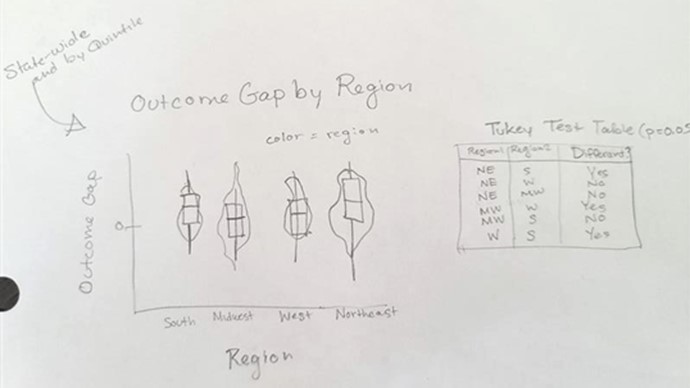 State-wide
and by Quintile
Outcome Gap by Region
color = region
Outcome Gap
0
South Midwest West Northeast
Region
Tukey Test Table (p=0.05
Region1 Region2 Different?
NE S Yes
NE W No
NE MW No
MW W Yes
MW S No
W S Yes